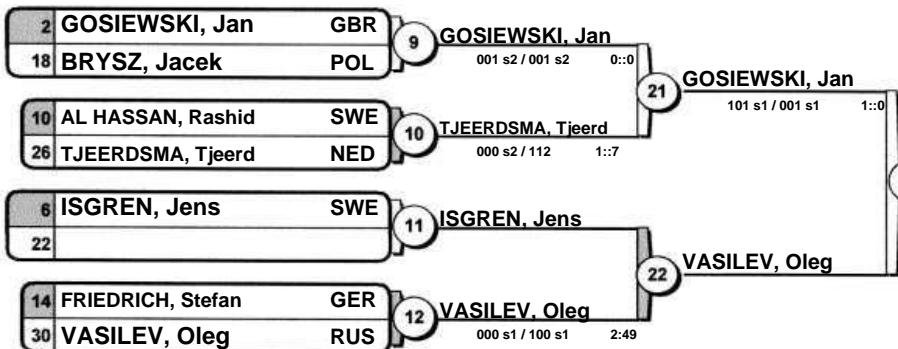 2 GOSIEWSKI, Jan GBR
18 BRYSZ, Jacek POL
9
GOSIEWSKI, Jan
001 s2 / 001 s2 0::0
10 AL HASSAN, Rashid SWE
26 TJEERDSMA, Tjeerd NED
10
TJEERDSMA, Tjeerd
000 s2 / 112 1::7
21
GOSIEWSKI, Jan
101 s1 / 001 s1 1::0
6 ISGREN, Jens SWE
22
11
ISGREN, Jens
14 FRIEDRICH, Stefan GER
30 VASILEV, Oleg RUS
12
VASILEV, Oleg
000 s1 / 100 s1 2:49
22
VASILEV, Oleg